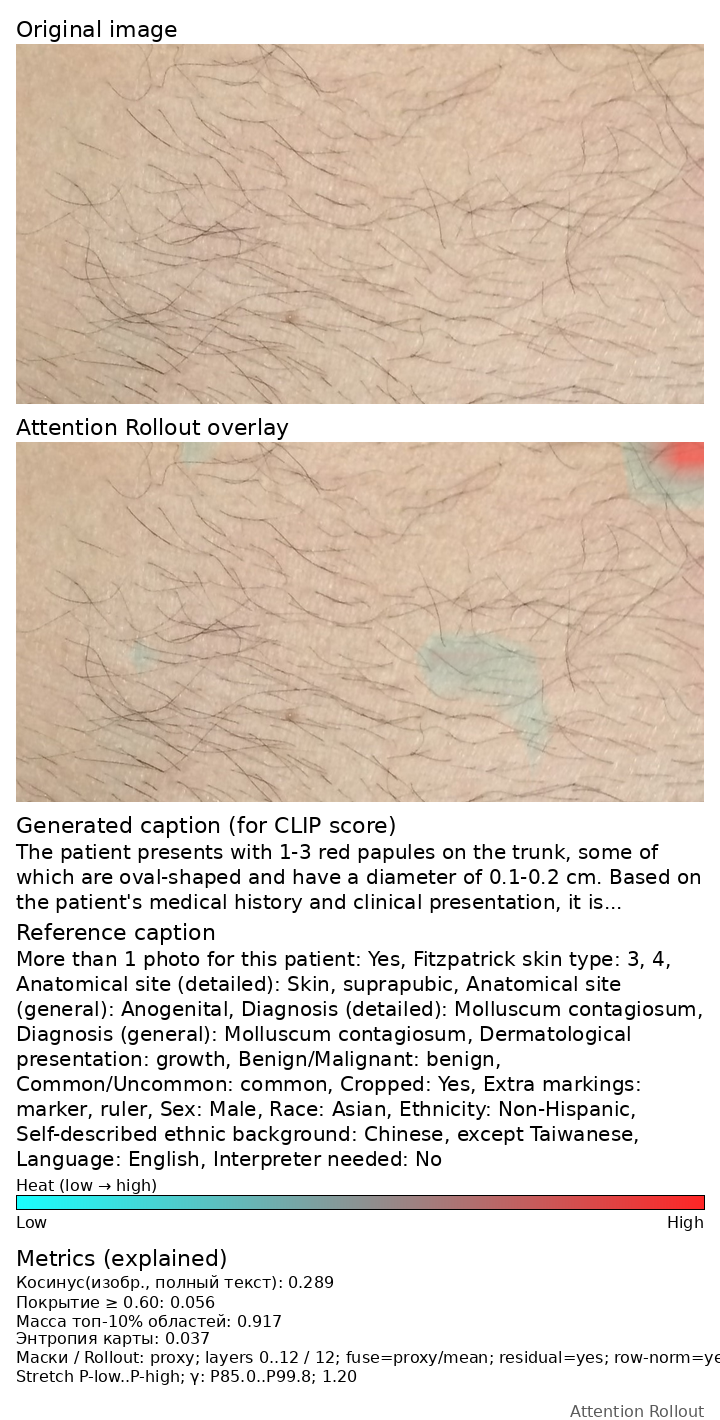 Original image
Attention Rollout overlay
Generated caption (for CLIP score)
The patient presents with 1-3 red papules on the trunk, some of
which are oval-shaped and have a diameter of 0.1-0.2 cm. Based on
the patient's medical history and clinical presentation, it is...
Reference caption
More than 1 photo for this patient: Yes, Fitzpatrick skin type: 3, 4,
Anatomical site (detailed): Skin, suprapubic, Anatomical site
(general): Anogenital, Diagnosis (detailed): Molluscum contagiosum,
Diagnosis (general): Molluscum contagiosum, Dermatological
presentation: growth, Benign/Malignant: benign,
Common/Uncommon: common, Cropped: Yes, Extra markings:
marker, ruler, Sex: Male, Race: Asian, Ethnicity: Non-Hispanic,
Self-described ethnic background: Chinese, except Taiwanese,
Language: English, Interpreter needed: No
Heat (low → high)
Low High
Metrics (explained)
Косинус(изобр., полный текст): 0.289
Покрытие ≥ 0.60: 0.056
Масса топ-10% областей: 0.917
Энтропия карты: 0.037
Маски / Rollout: proxy; layers 0..12 / 12; fuse=proxy/mean; residual=yes; row-norm=ye
Stretch P-low..P-high; γ: P85.0..P99.8; 1.20
Attention Rollout